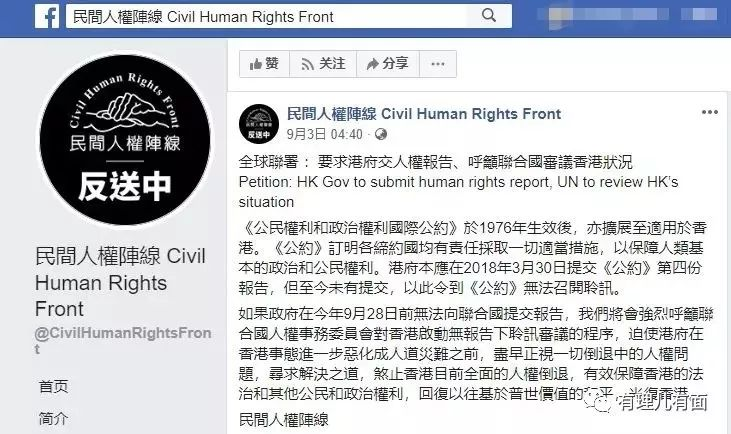 民間人權陣線 Civil Human Rights Front
赞
关注
分享
Civil Human Rights Front
民間人權陣線
反送中
民間人權陣線 Civil
Human Rights
Front
@CivilHumanRightsFron
t
首页
简介
民間人權陣線 Civil Human Rights Front
9月3日 04:40
全球聯署：要求港府交人權報告、呼籲聯合國審議香港狀況
Petition: HK Gov to submit human rights report, UN to review HK's
situation
《公民權利和政治權利國際公約》於1976年生效後，亦擴展至適用於香
港。《公約》訂明各締約國均有責任採取一切適當措施，以保障人類基
本的政治和公民權利。港府本應在2018年3月30日提交《公約》第四份
報告，但至今未有提交，以此令到《公約》無法召開聆訊。
如果政府在今年9月28日前無法向聯合國提交報告，我們將會強烈呼籲聯
合國人權事務委員會對香港啟動無報告下聆訊審議的程序，迫使港府在
香港事態進一步惡化成人道災難之前，盡早正視一切倒退中的人權問
題，尋求解決之道，煞止香港目前全面的人權倒退，有效保障香港的法
治和其他公民和政治權利，回復以往基於普世價值的 平，光復香港
民間人權陣線
有理儿有面